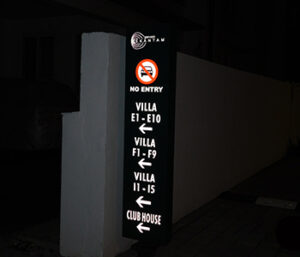 NO ENTRY
VILLA
E1 - E10
VILLA
F1 - F9
VILLA
I1 - I5
CLUB HOUSE